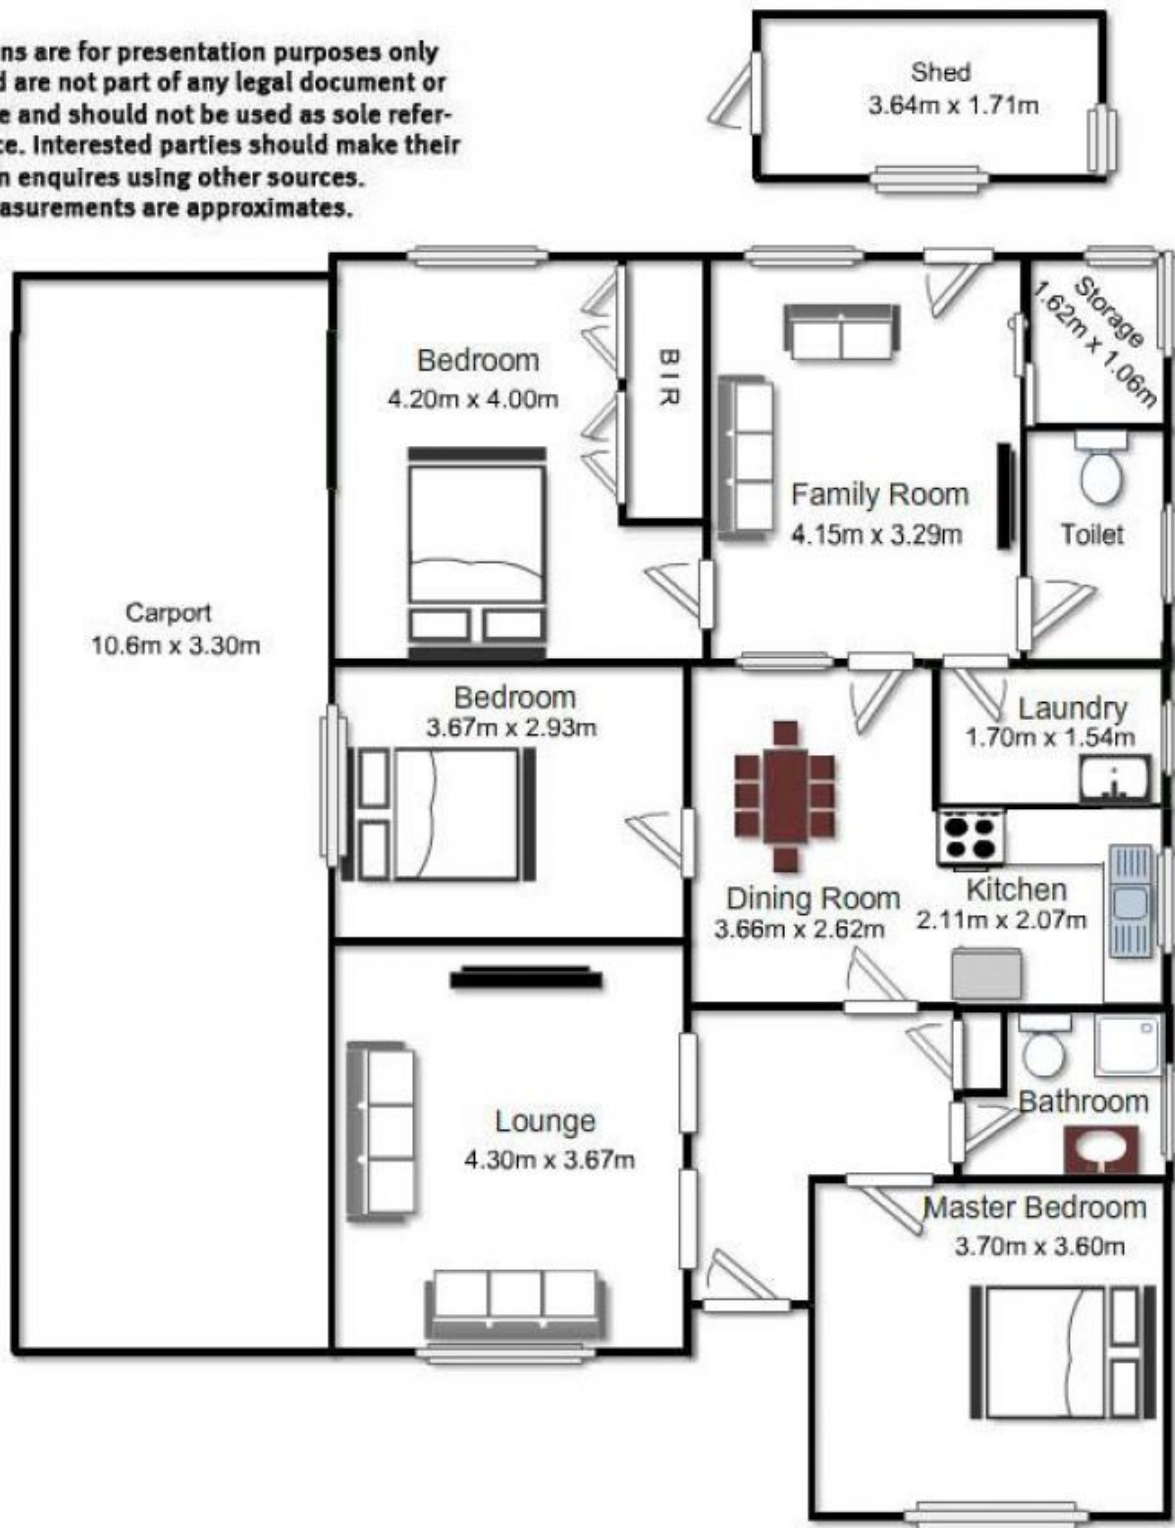 are for presentation purposes only
are not part of any legal document or
and should not be used as sole refer-
Interested parties should make their
enquires using other sources.
are approximates.
Shed
3.64m x 1.71m
Bedroom
4.20m x 4.00m
BIR
Family Room
4.15m x 3.29m
Storage
1.62m x 1.06m
Toilet
Carport
10.6m x 3.30m
Bedroom
3.67m x 2.93m
Laundry
1.70m x 1.54m
Dining Room
3.66m x 2.62m
Kitchen
2.11m x 2.07m
Lounge
4.30m x 3.67m
Bathroom
Master Bedroom
3.70m x 3.60m